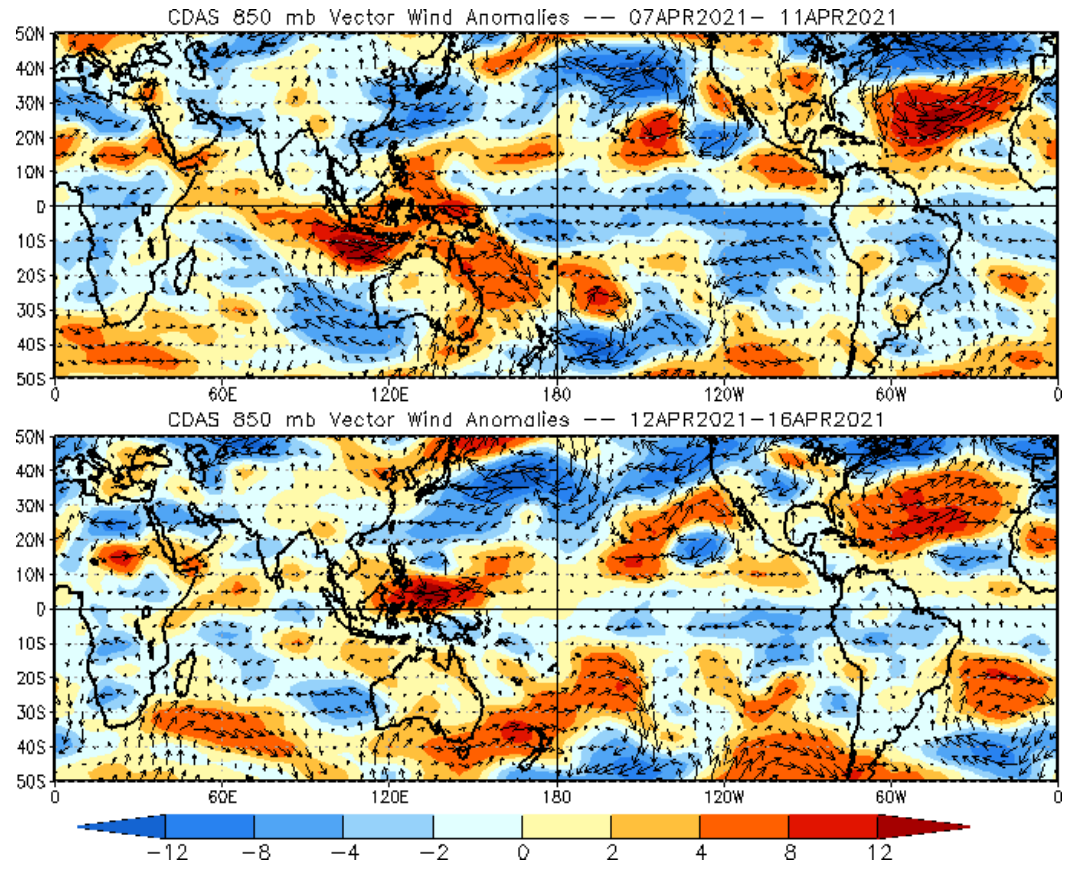 CDAS 850 mb Vector Wind Anomalies -- 07APR2021- 11APR2021
50N
40N
30N
20N
10N
0
10S
20S
30S
40S
50S
0 60E 120E 180 120W 60W 0
CDAS 850 mb Vector Wind Anomalies -- 12APR2021-16APR2021
50N
40N
30N
20N
10N
0
10S
20S
30S
40S
50S
0 60E 120E 180 120W 60W 0
-12 -8 -4 -2 0 2 4 8 12